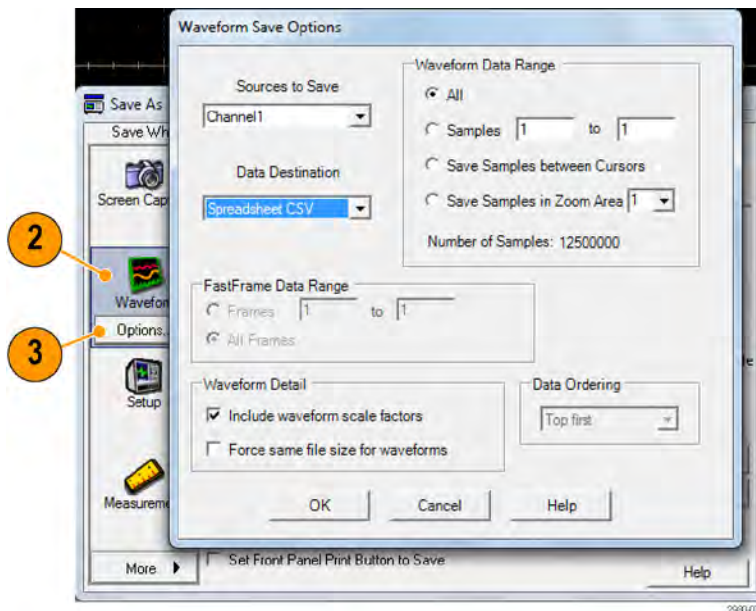 Waveform Save Options
Sources to Save
Channel1
Data Destination
Spreadsheet CSV
Waveform Data Range
All
Samples 1 to 1
Save Samples between Cursors
Save Samples in Zoom Area 1
Number of Samples: 12500000
FastFrame Data Range
Frames 1 to 1
All Frames
Waveform Detail
Include waveform scale factors
Force same file size for waveforms
Data Ordering
Top first
OK Cancel Help
Save As
Save Wh
Screen Cap
2
Wavefor
3
Options..
Setup
Measureme
More
Set Front Panel Print Button to Save
Help